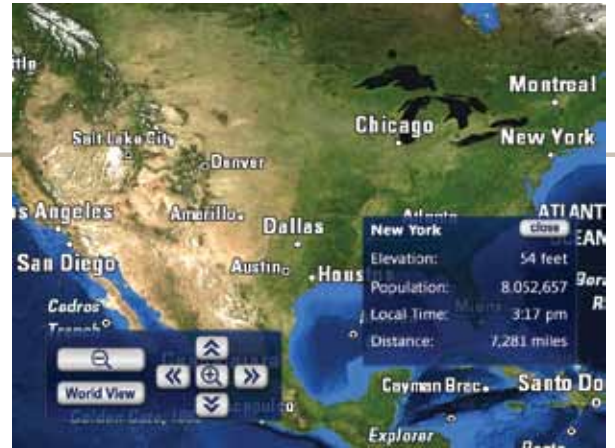 Montreal
Chicago
New York
Salt Lake City
Denver
Angeles
Amarillo
Dallas
ATLANT
New York close
San Diego
Elevation: 54 feet
Austin
Population: 8,052,657
Local Time: 3:17 pm
Distance: 7,281 miles
World View
Cayman Brac
Santo Do
Explorer